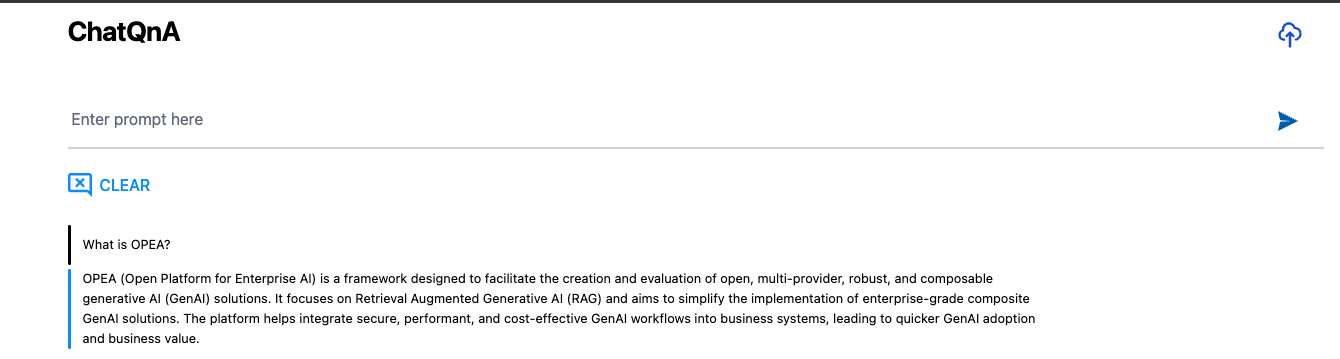 ChatQnA
Enter prompt here
CLEAR
What is OPEA?
OPEA (Open Platform for Enterprise AI) is a framework designed to facilitate the creation and evaluation of open, multi-provider, robust, and composable
generative AI (GenAI) solutions. It focuses on Retrieval Augmented Generative AI (RAG) and aims to simplify the implementation of enterprise-grade composite
GenAI solutions. The platform helps integrate secure, performant, and cost-effective GenAI workflows into business systems, leading to quicker GenAI adoption
and business value.